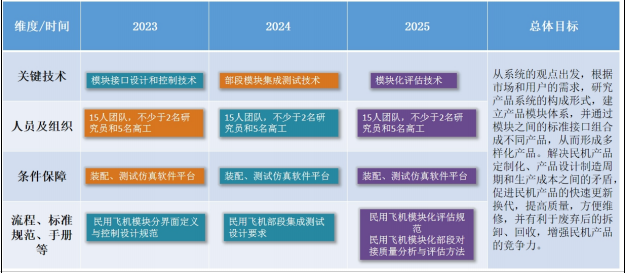 维度/时间
2023
2024
2025
总体目标
关键技术
模块接口设计和控制技术
部段模块集成测试技术
模块化评估技术
人员及组织
15人团队，不少于2名研
究员和5名高工
15人团队，不少于2名研
究员和5名高工
15人团队，不少于2名研
究员和5名高工
条件保障
装配、测试仿真软件平台
装配、测试仿真软件平台
装配、测试仿真软件平台
流程、标准
规范、手册
等
民用飞机模块分界面定义
与控制设计规范
民用飞机部段集成测试
设计要求
民用飞机模块化评估规
范
民用飞机模块化部段对
接质量分析与评估方法
从系统的观点出发，根据
市场和用户的需求，研究
产品系统的构成形式，建
立产品模块体系，并通过
模块之间的标准接口组合
成不同产品，从而形成多
样化产品。解决民机产品
定制化、产品设计制造周
期和生产成本之间的矛盾，
促进民机产品的快速更新
换代，提高质量，方便维
修，并有利于废弃后的拆
卸、回收，增强民机产品
的竞争力。